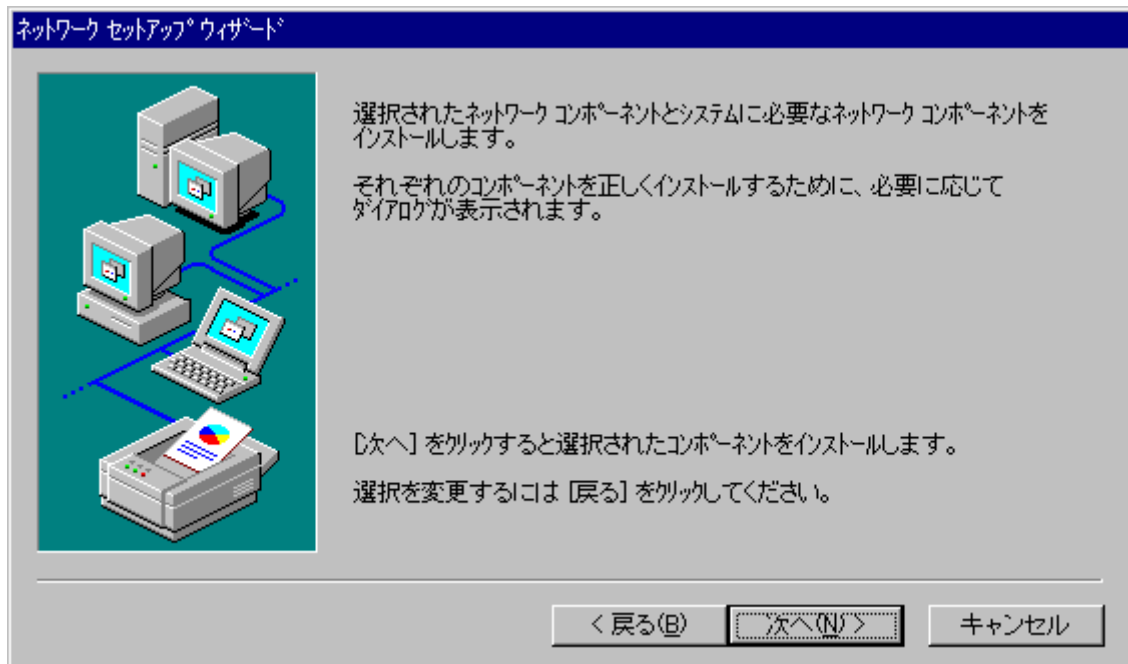 ネットワーク セットアップ ウィザード
選択されたネットワーク コンポーネントとシステムに必要なネットワーク コンポーネントを
インストールします。
それぞれのコンポーネントを正しくインストールするために、必要に応じて
ダイアログが表示されます。
[次へ] をクリックすると選択されたコンポーネントをインストールします。
選択を変更するには [戻る] をクリックしてください。
< 戻る(B) 次へ(N) > キャンセル